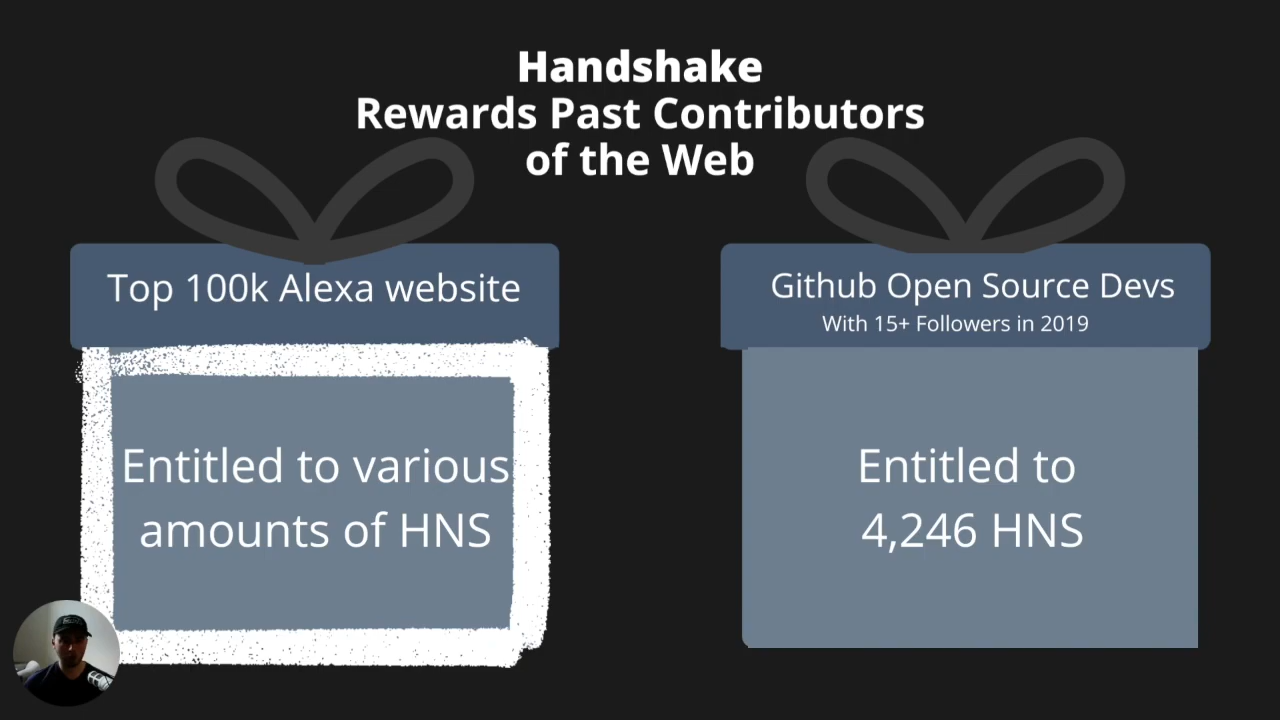 Handshake
Rewards Past Contributors
of the Web
Top 100k Alexa website
Entitled to various
amounts of HNS
Github Open Source Devs
With 15+ Followers in 2019
Entitled to
4,246 HNS